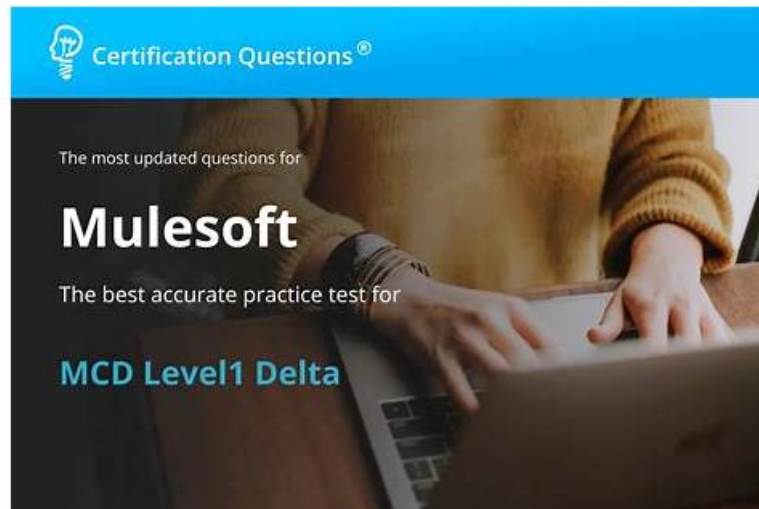 Certification Questions®
The most updated questions for
Mulesoft
The best accurate practice test for
MCD Level1 Delta